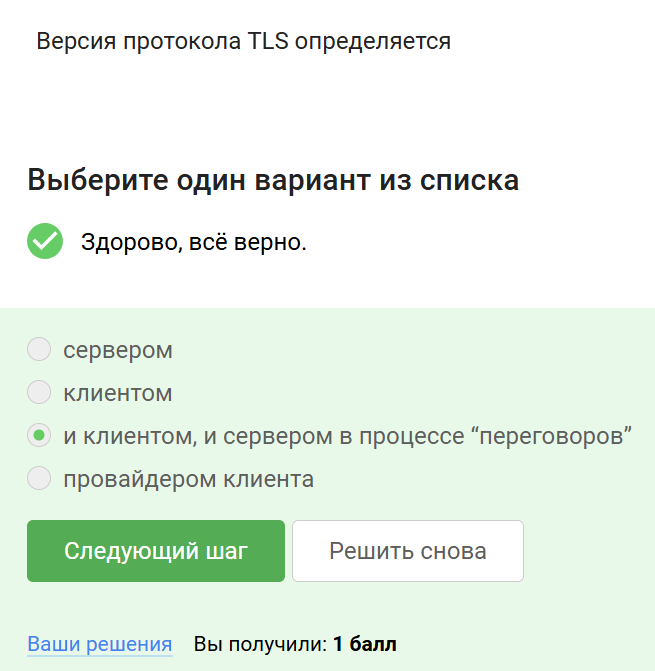 Версия протокола TLS определяется
Выберите один вариант из списка
Здорово, всё верно.
сервером
клиентом
и клиентом, и сервером в процессе “переговоров”
провайдером клиента
Следующий шаг
Решить снова
Ваши решения Вы получили: 1 балл